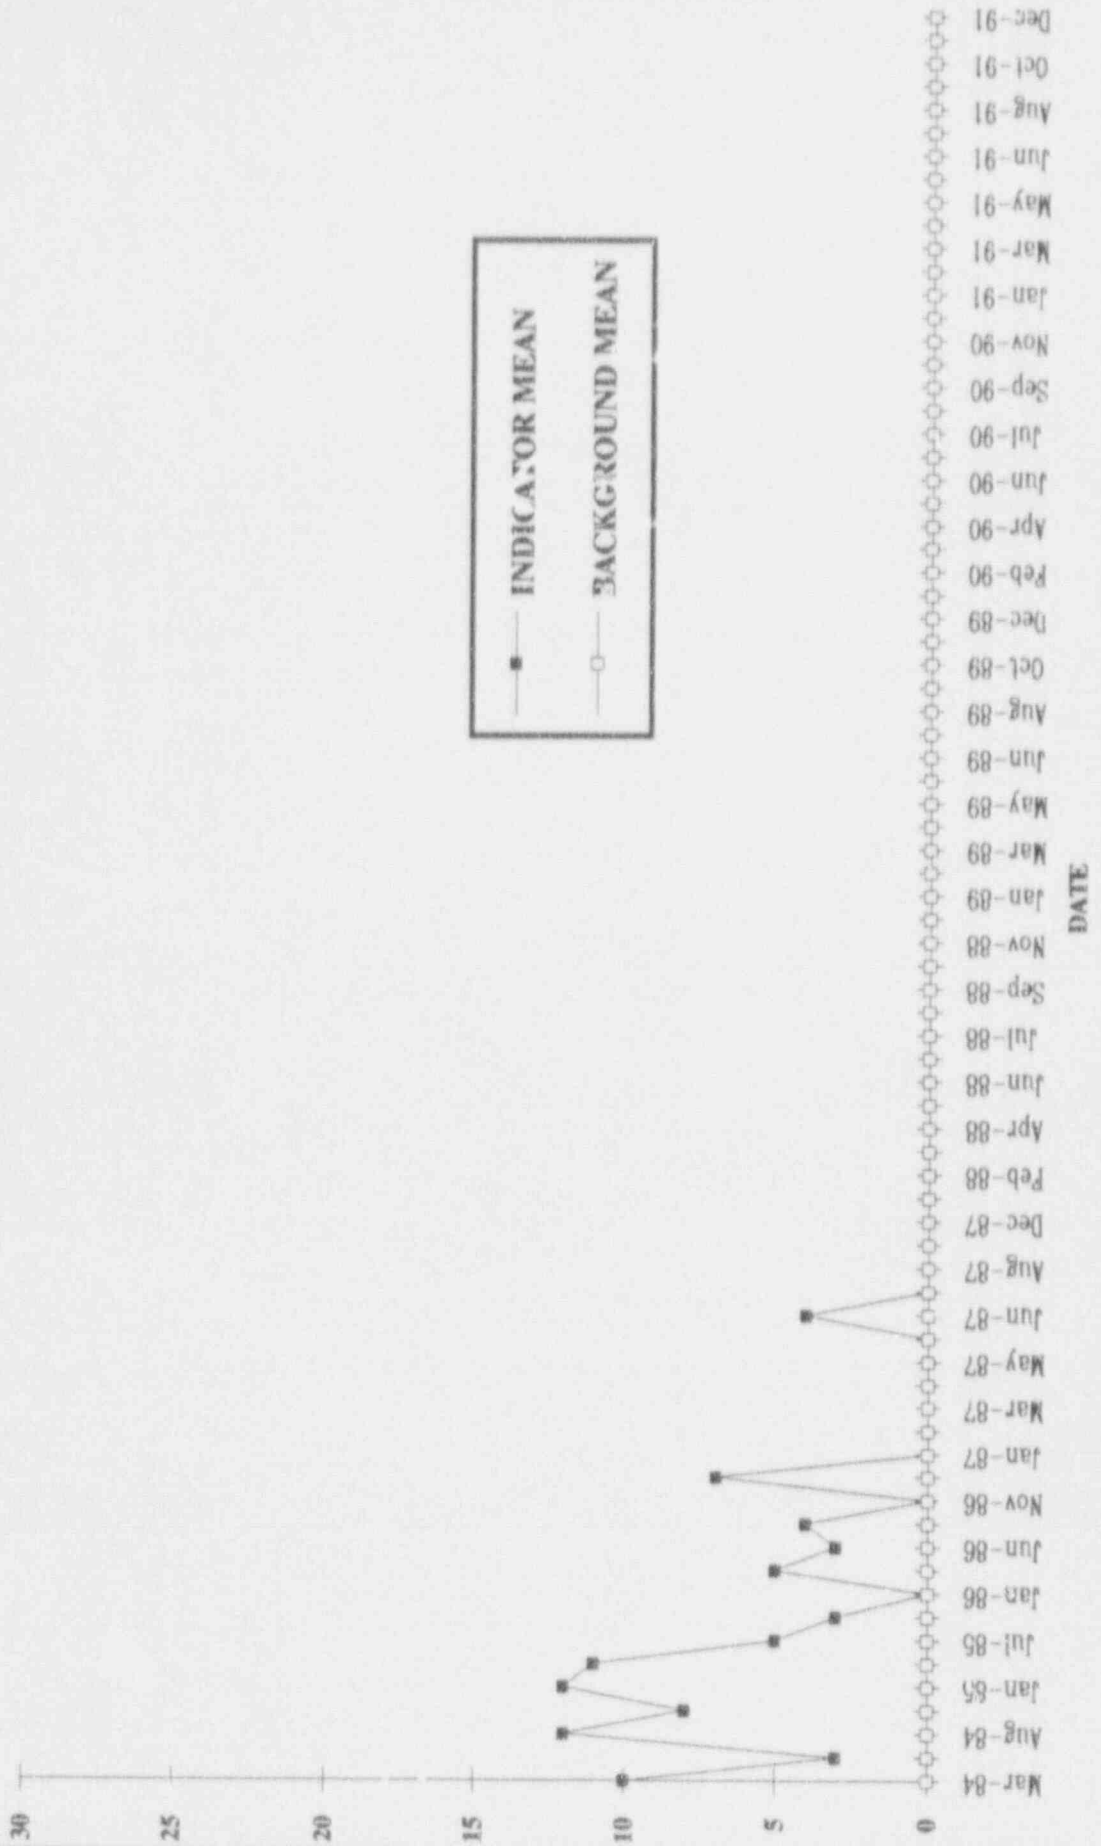 30
25
20
15
10
5
0
INDICATOR MEAN
BACKGROUND MEAN
Mar-84
Aug-84
Jan-85
Jul-85
Jan-86
Jun-86
Nov-86
Jan-87
Mar-87
May-87
Jun-87
Aug-87
Dec-87
Feb-88
Apr-88
Jun-88
Jul-88
Sep-88
Nov-88
Jan-89
Mar-89
May-89
Jun-89
Aug-89
Oct-89
Dec-89
Feb-90
Apr-90
Jun-90
Jul-90
Sep-90
Nov-90
Jan-91
Mar-91
May-91
Jun-91
Aug-91
Oct-91
Dec-91
DATE